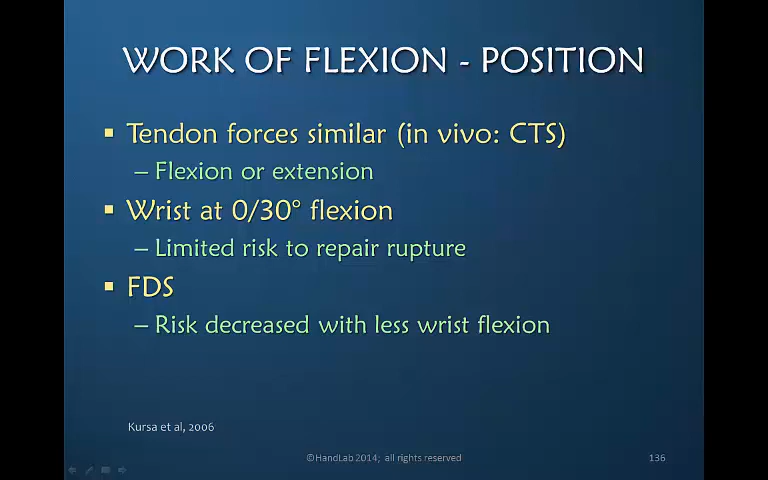 WORK OF FLEXION - POSITION
▪ Tendon forces similar (in vivo: CTS)
– Flexion or extension
▪ Wrist at 0/30° flexion
– Limited risk to repair rupture
▪ FDS
– Risk decreased with less wrist flexion
Kursa et al, 2006
©HandLab 2014; all rights reserved
136